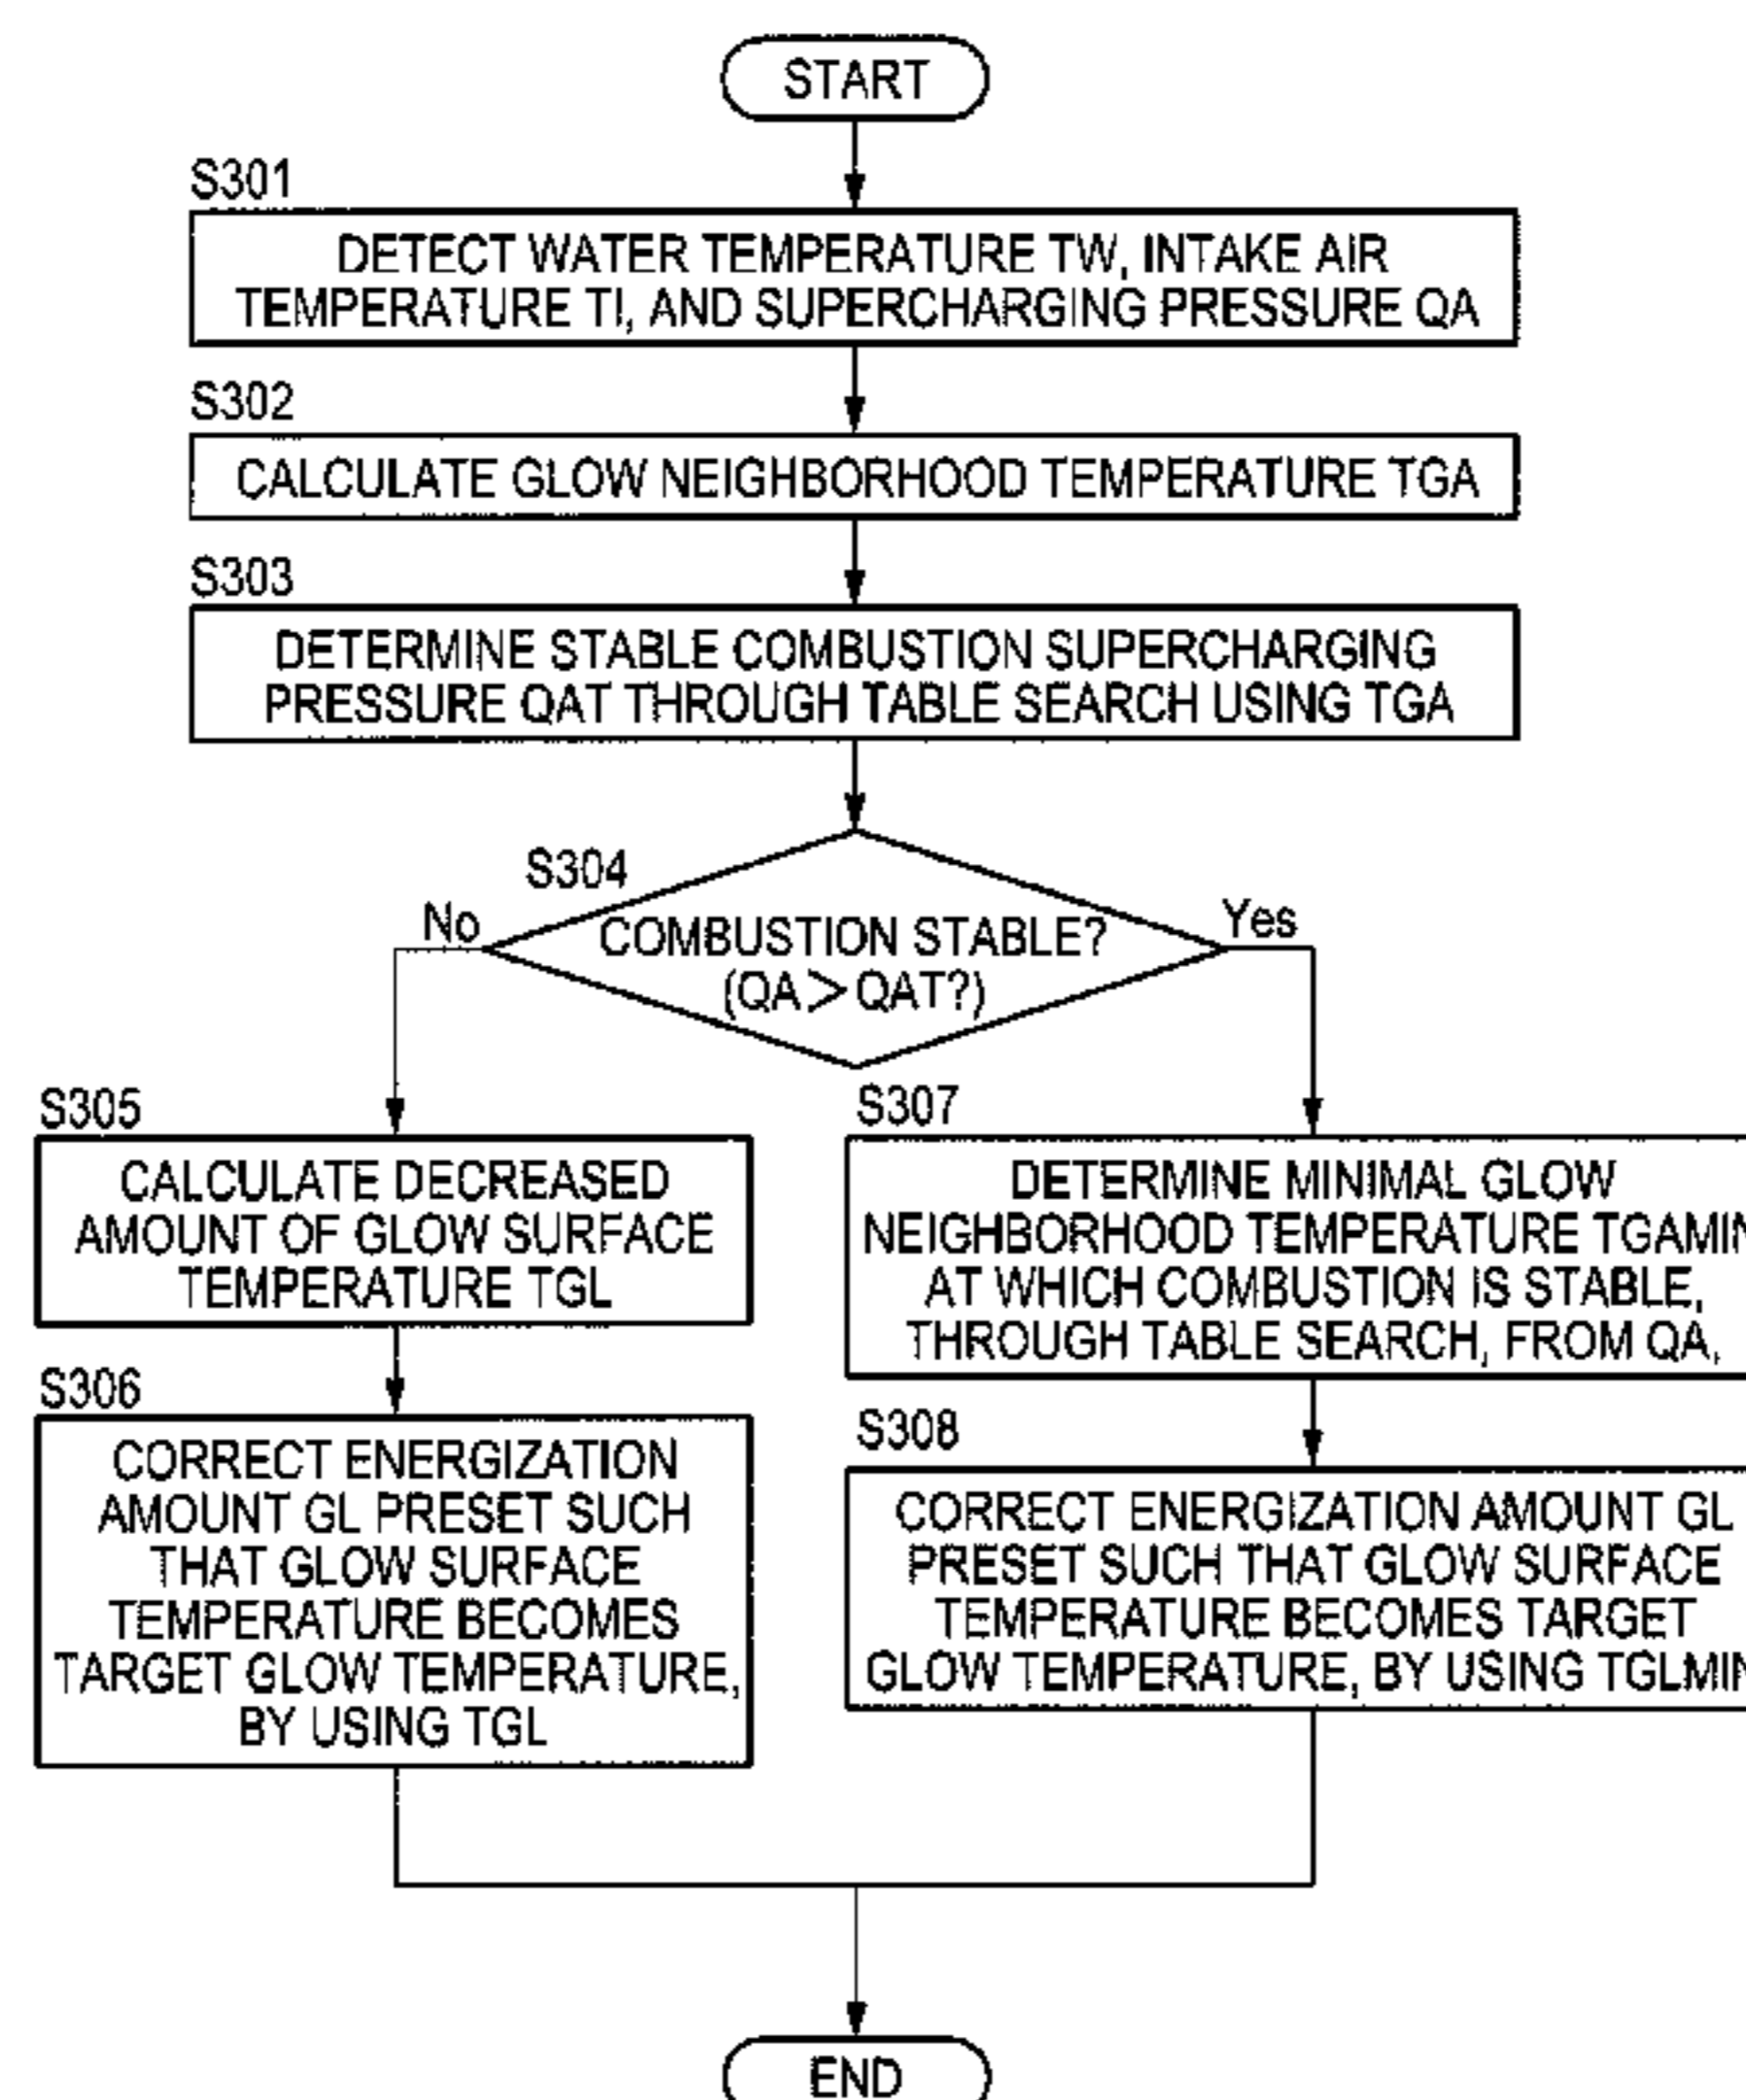 START
S301
DETECT WATER TEMPERATURE TW, INTAKE AIR
TEMPERATURE TI, AND SUPERCHARGING PRESSURE QA
S302
CALCULATE GLOW NEIGHBORHOOD TEMPERATURE TGA
S303
DETERMINE STABLE COMBUSTION SUPERCHARGING
PRESSURE QAT THROUGH TABLE SEARCH USING TGA
S304
No
COMBUSTION STABLE?
(QA>QAT?)
Yes
S305
CALCULATE DECREASED
AMOUNT OF GLOW SURFACE
TEMPERATURE TGL
S306
CORRECT ENERGIZATION
AMOUNT GL PRESET SUCH
THAT GLOW SURFACE
TEMPERATURE BECOMES
TARGET GLOW TEMPERATURE,
BY USING TGL
S307
DETERMINE MINIMAL GLOW
NEIGHBORHOOD TEMPERATURE TGAMIN
AT WHICH COMBUSTION IS STABLE,
THROUGH TABLE SEARCH, FROM QA,
S308
CORRECT ENERGIZATION AMOUNT GL
PRESET SUCH THAT GLOW SURFACE
TEMPERATURE BECOMES TARGET
GLOW TEMPERATURE, BY USING TGLMIN
END